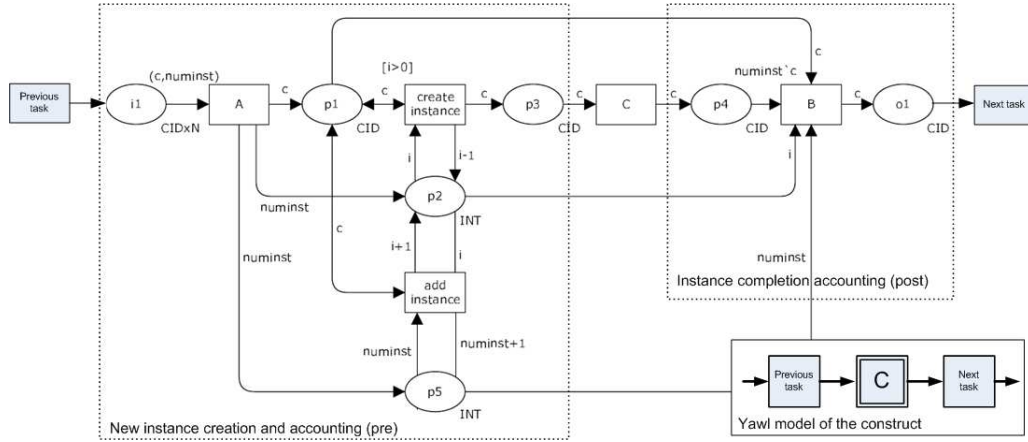 Previous
task
(c,numinst)
i1
CIDxN
A
c
p1
CID
[i>0]
c
create
instance
c
p3
CID
c
C
c
numinst`c
p4
CID
c
B
c
o1
CID
Next task
i
i-1
numinst
p2
INT
i
c
numinst
i+1
i
add
instance
numinst
Instance completion accounting (post)
numinst
numinst+1
p5
INT
New instance creation and accounting (pre)
Previous
task
C
Next
task
Yawl model of the construct